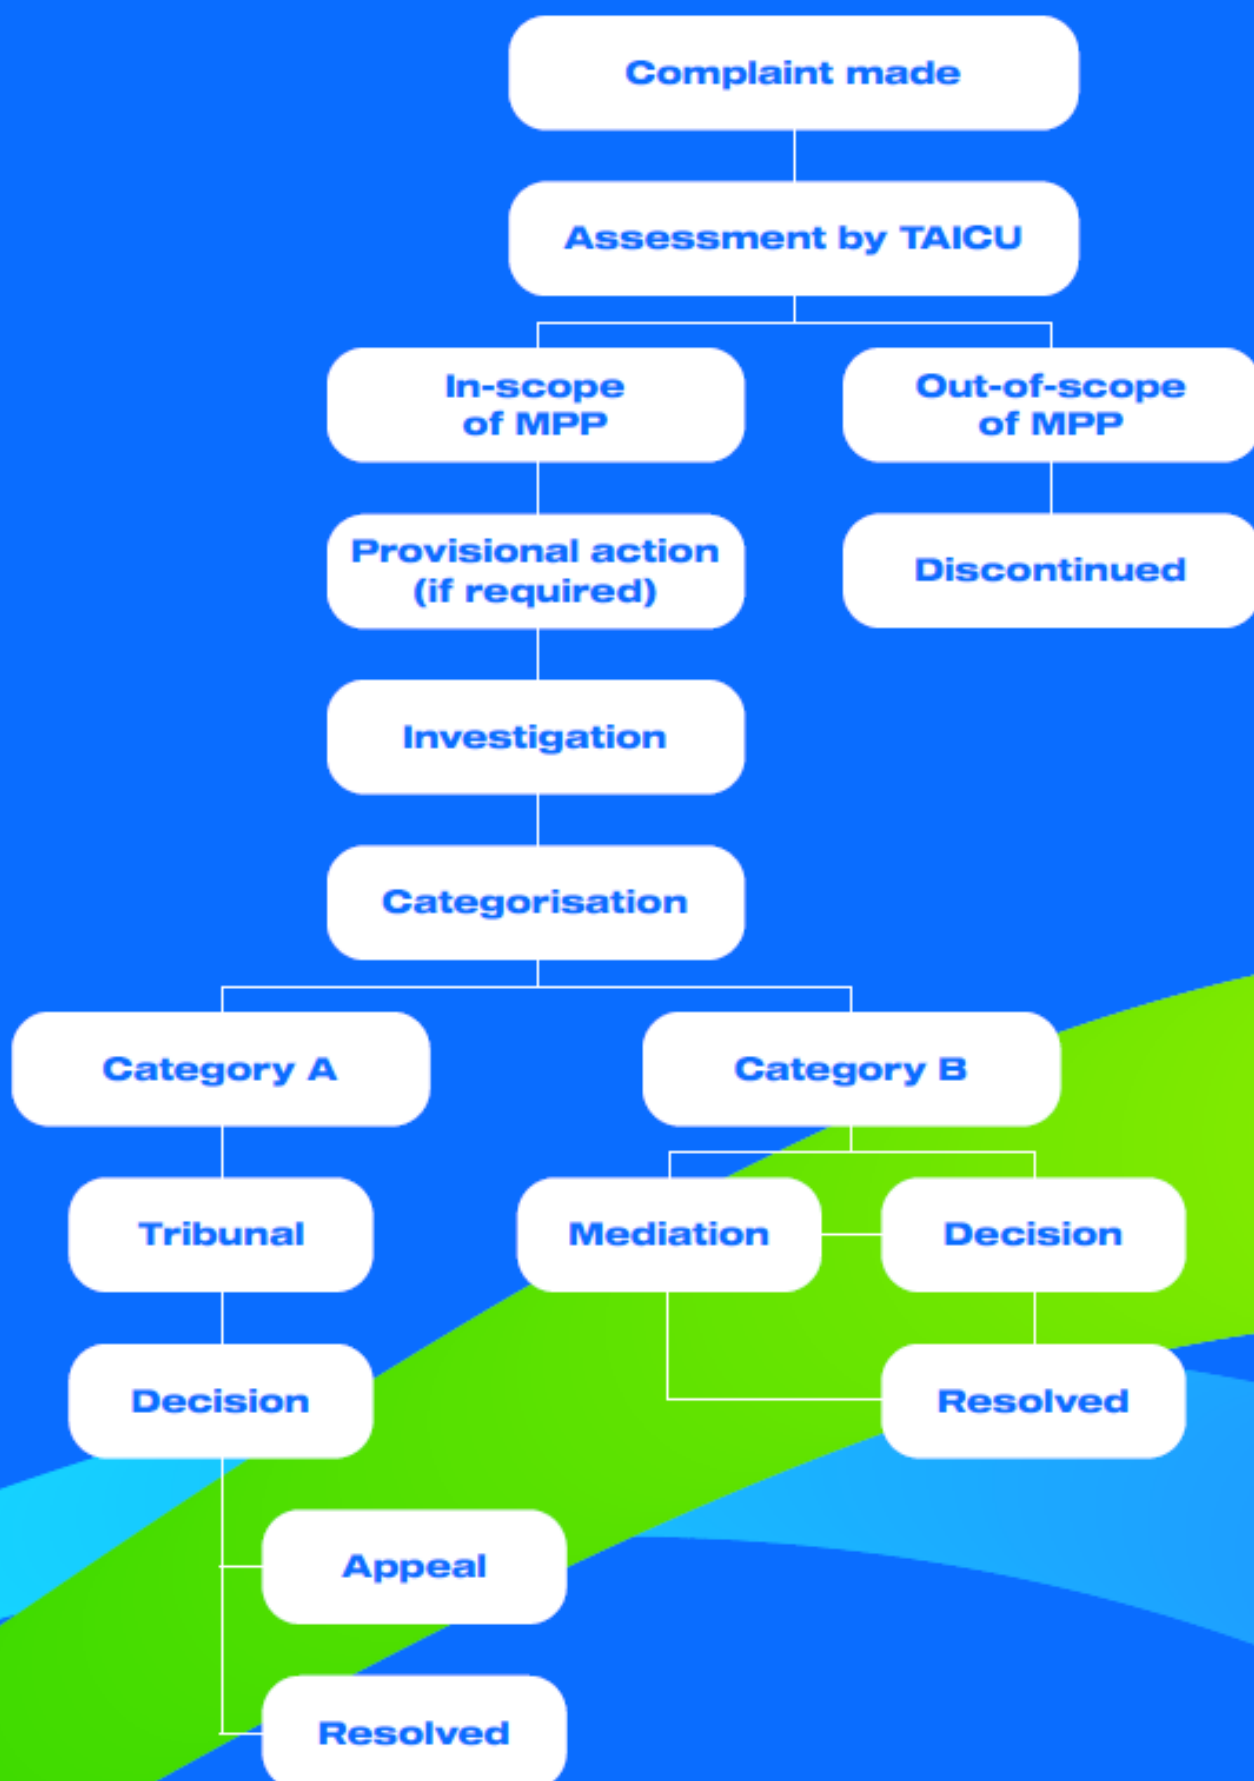 Complaint made
Assessment by TAICU
In-scope
of MPP
Out-of-scope
of MPP
Provisional action
(if required)
Discontinued
Investigation
Categorisation
Category A
Category B
Tribunal
Mediation
Decision
Decision
Resolved
Appeal
Resolved